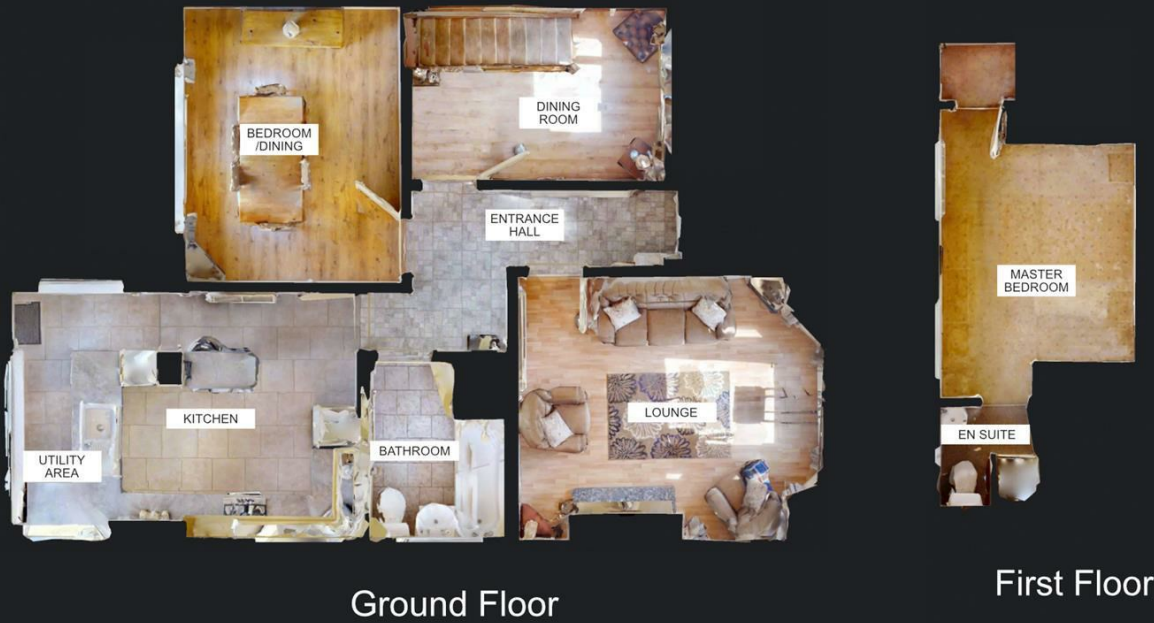 BEDROOM
/DINING
DINING
ROOM
ENTRANCE
HALL
KITCHEN
UTILITY
AREA
BATHROOM
LOUNGE
MASTER
BEDROOM
EN SUITE
Ground Floor
First Floor